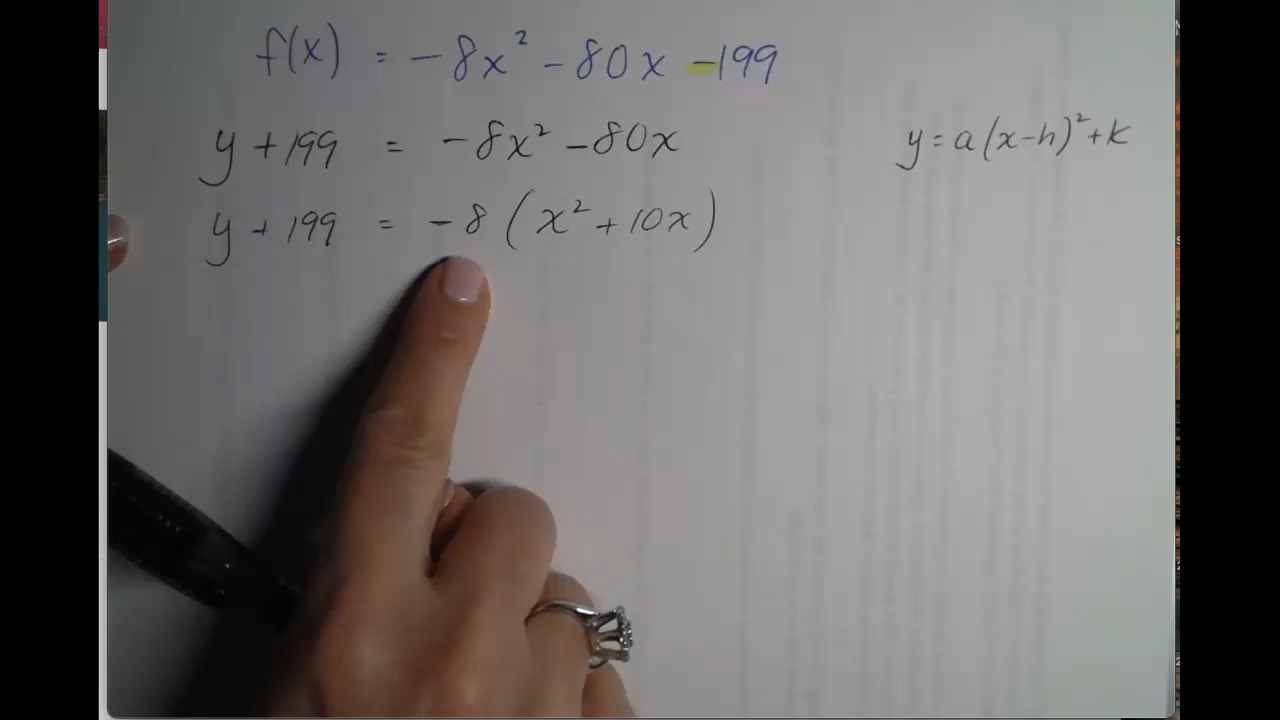 f(x) = -8x² - 80x - 199
y + 199 = -8x² - 80x
y = a(x-h)² + k
y + 199 = -8(x² + 10x)